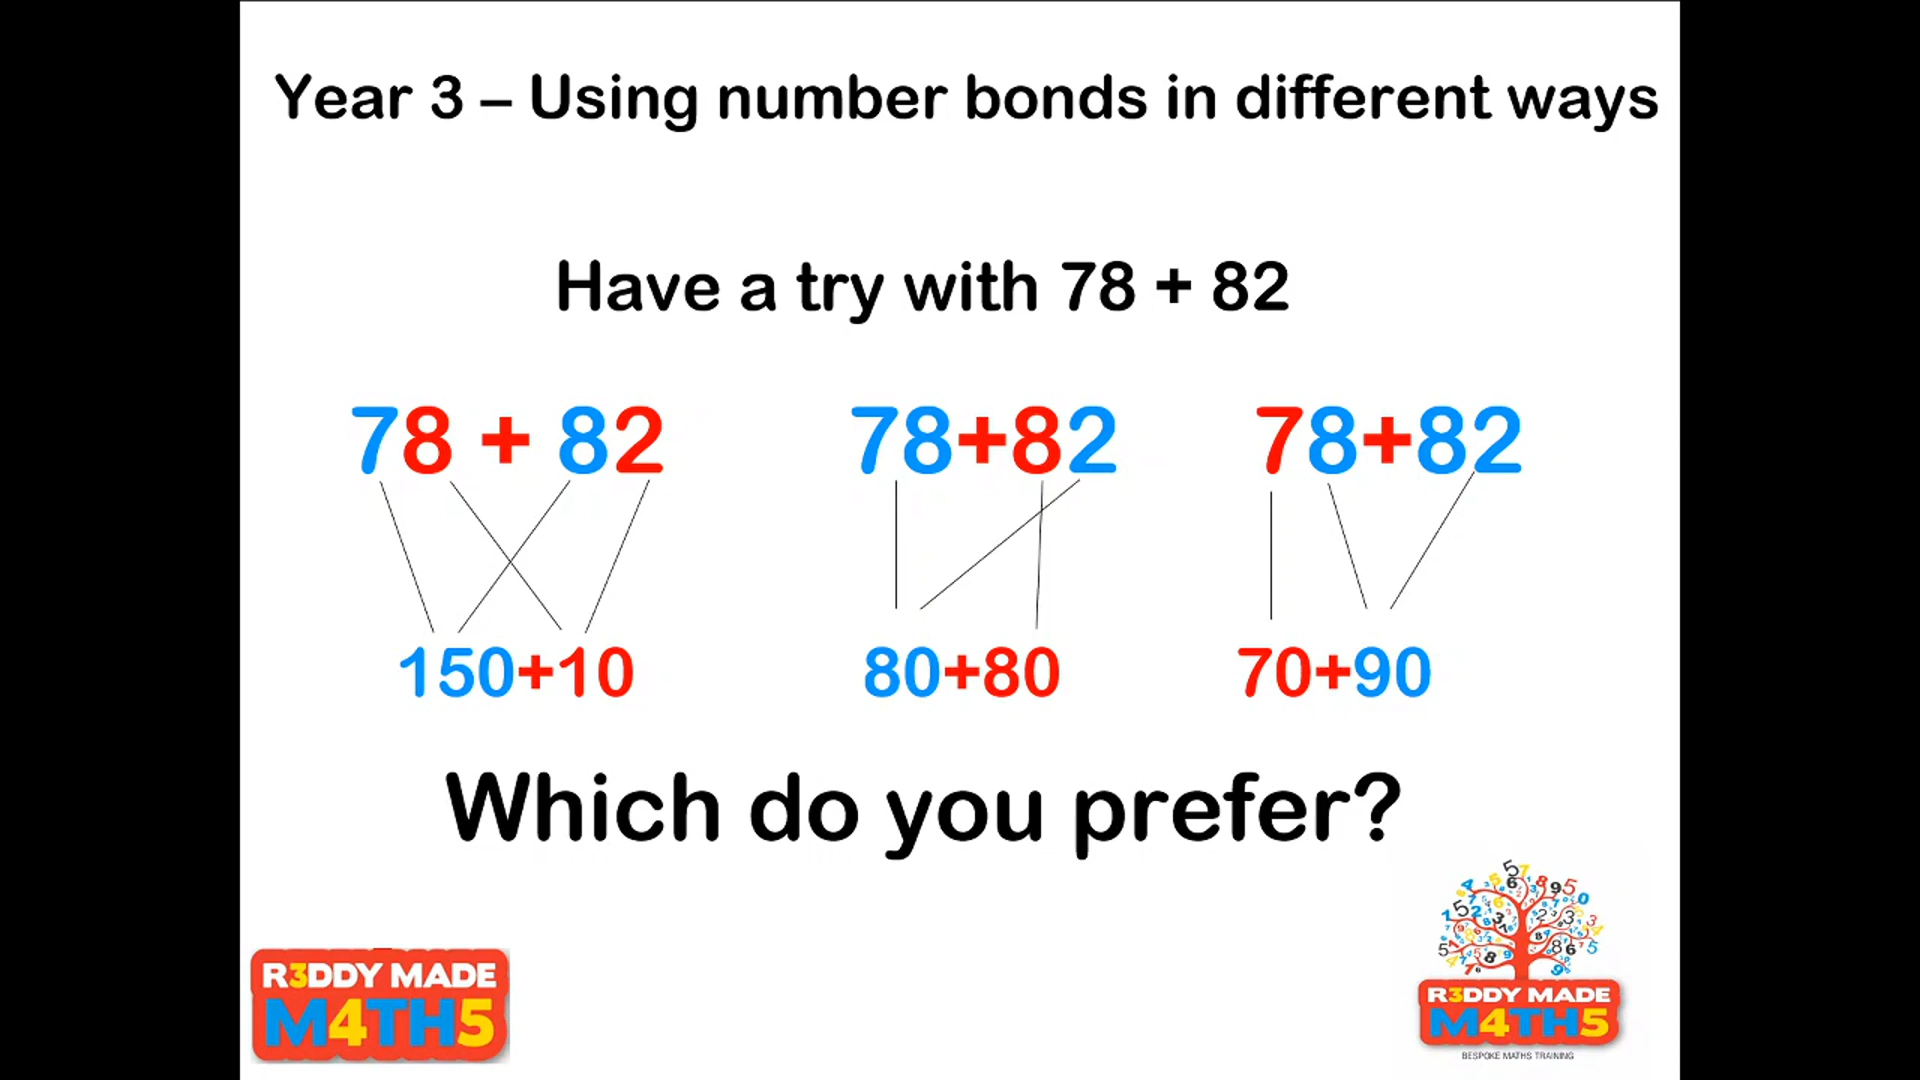 Year 3 – Using number bonds in different ways
Have a try with 78 + 82
78 + 82 78+82 78+82
150+10 80+80 70+90
Which do you prefer?
R3DDY MADE
M4TH5
R3DDY MADE
M4TH5
BESPOKE MATHS TRAINING